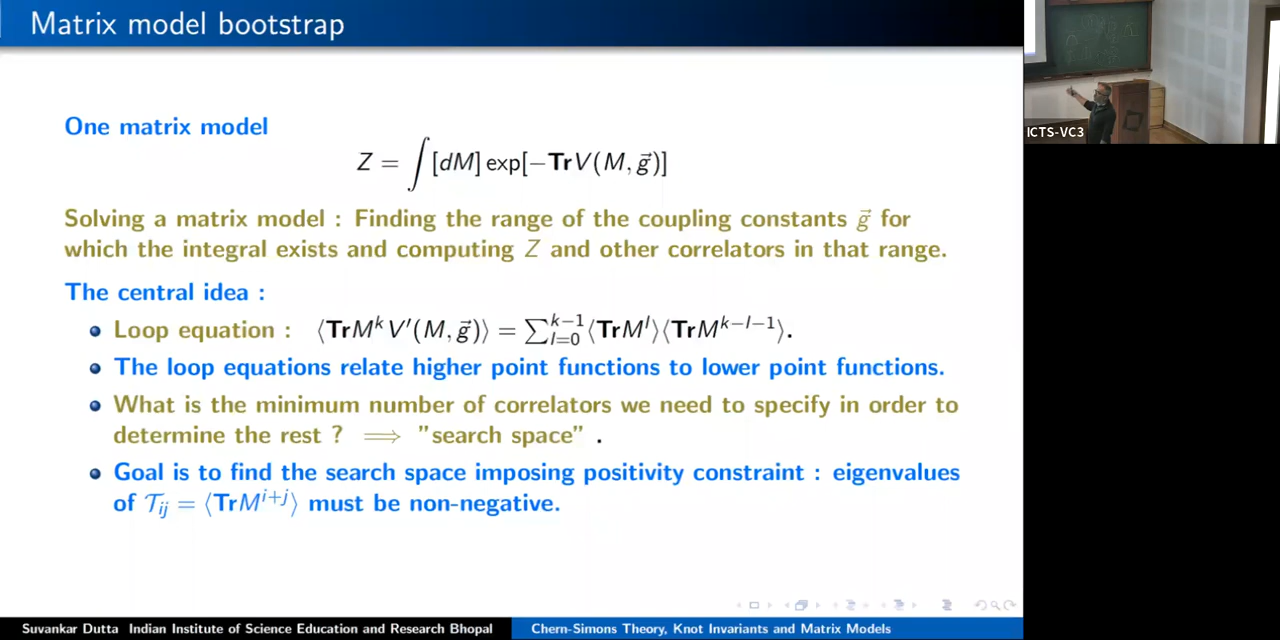 Matrix model bootstrap
One matrix model
Z = ∫ [dM] exp[−TrV(M, g⃗)]
Solving a matrix model : Finding the range of the coupling constants g⃗ for
which the integral exists and computing Z and other correlators in that range.
The central idea :
Loop equation : ⟨TrM^k V′(M, g⃗)⟩ = ∑_{l=0}^{k−1} ⟨TrM^l⟩⟨TrM^{k−l−1}⟩.
The loop equations relate higher point functions to lower point functions.
What is the minimum number of correlators we need to specify in order to
determine the rest ? ⟹ "search space" .
Goal is to find the search space imposing positivity constraint : eigenvalues
of 𝒯_{ij} = ⟨TrM^{i+j}⟩ must be non-negative.
Suvankar Dutta Indian Institute of Science Education and Research Bhopal
Chern-Simons Theory, Knot Invariants and Matrix Models
ICTS-VC3